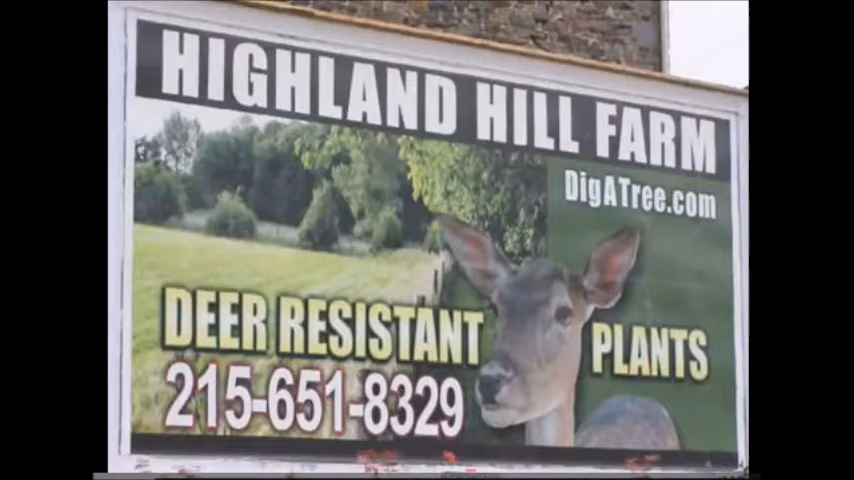 HIGHLAND HILL FARM
DigATree.com
DEER RESISTANT PLANTS
215-651-8329